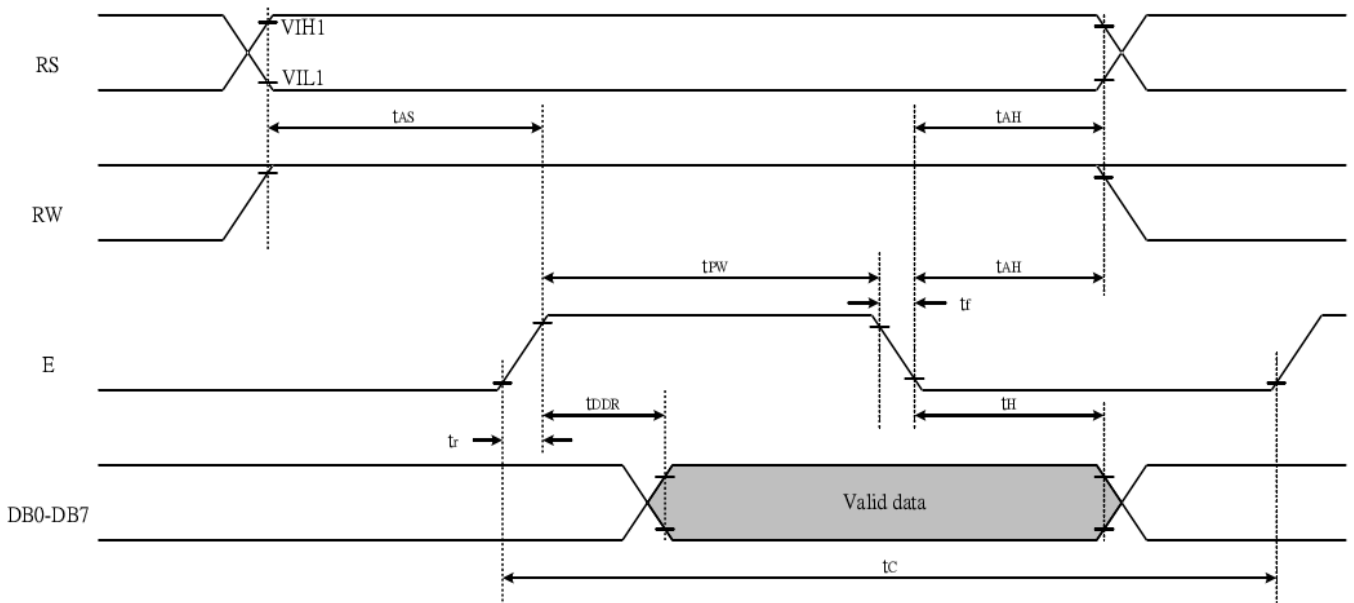 VIH1
RS
VIL1
tAS
tAH
RW
tPW
tAH
tf
E
tDDR
tH
tr
Valid data
DB0-DB7
tC